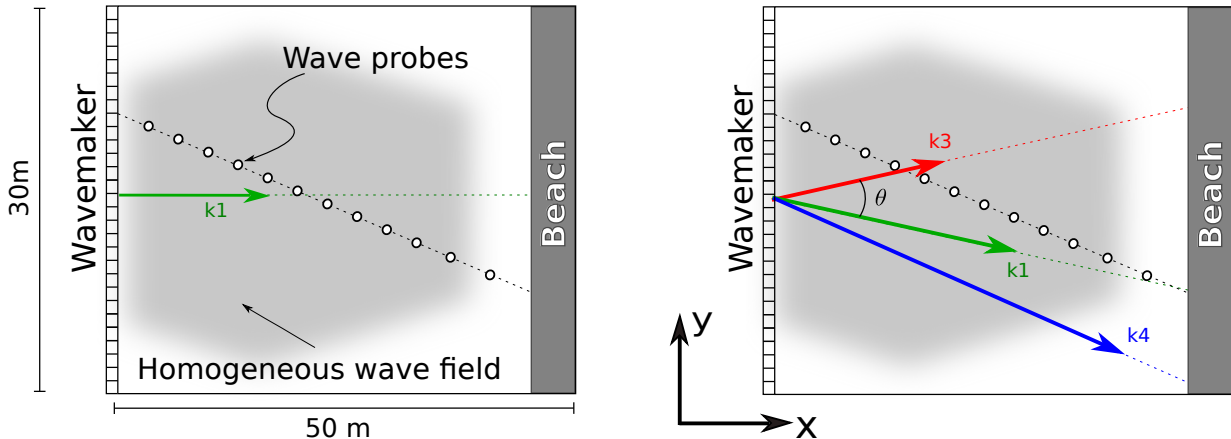 Wave probes
Wavemaker
k1
Beach
Homogeneous wave field
30m
50 m
Wavemaker
k3
θ
k1
k4
Beach
y
x